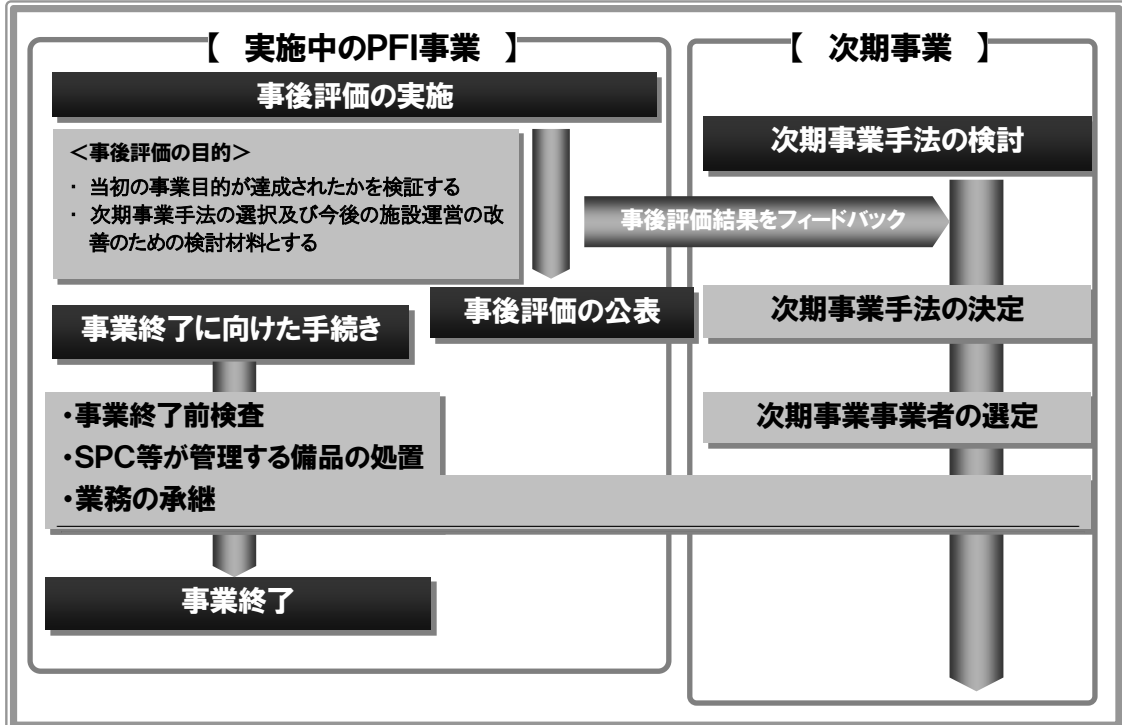 【 実施中のPFI事業 】
事後評価の実施
＜事後評価の目的＞
・ 当初の事業目的が達成されたかを検証する
・ 次期事業手法の選択及び今後の施設運営の改
善のための検討材料とする
事後評価結果をフィードバック
事後評価の公表
事業終了に向けた手続き
・事業終了前検査
・SPC等が管理する備品の処置
・業務の承継
事業終了
【 次期事業 】
次期事業手法の検討
次期事業手法の決定
次期事業事業者の選定